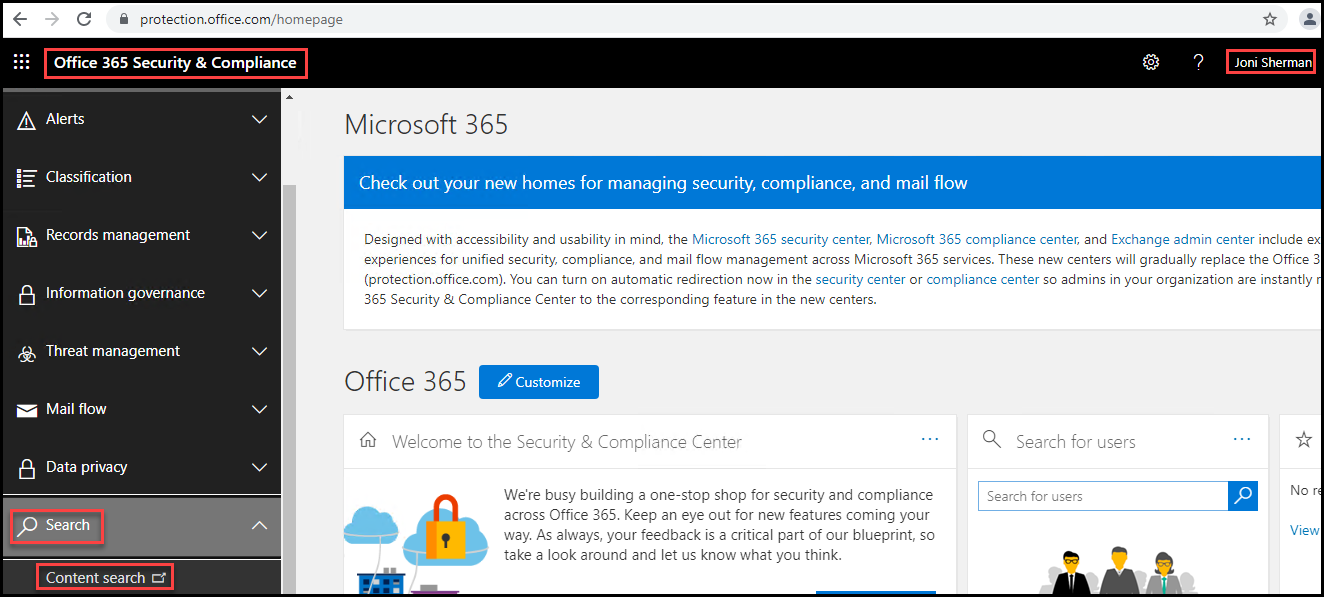 protection.office.com/homepage
Office 365 Security & Compliance
?
Joni Sherman
Alerts
Classification
Records management
Information governance
Threat management
Mail flow
Data privacy
Search
Content search
Microsoft 365
Check out your new homes for managing security, compliance, and mail flow
Designed with accessibility and usability in mind, the Microsoft 365 security center, Microsoft 365 compliance center, and Exchange admin center include ex
experiences for unified security, compliance, and mail flow management across Microsoft 365 services. These new centers will gradually replace the Office 3
(protection.office.com). You can turn on automatic redirection now in the security center or compliance center so admins in your organization are instantly r
365 Security & Compliance Center to the corresponding feature in the new centers.
Office 365
Customize
Welcome to the Security & Compliance Center
...
We're busy building a one-stop shop for security and compliance
across Office 365. Keep an eye out for new features coming your
way. As always, your feedback is a critical part of our blueprint, so
take a look around and let us know what you think.
Search for users
...
Search for users
No re
View